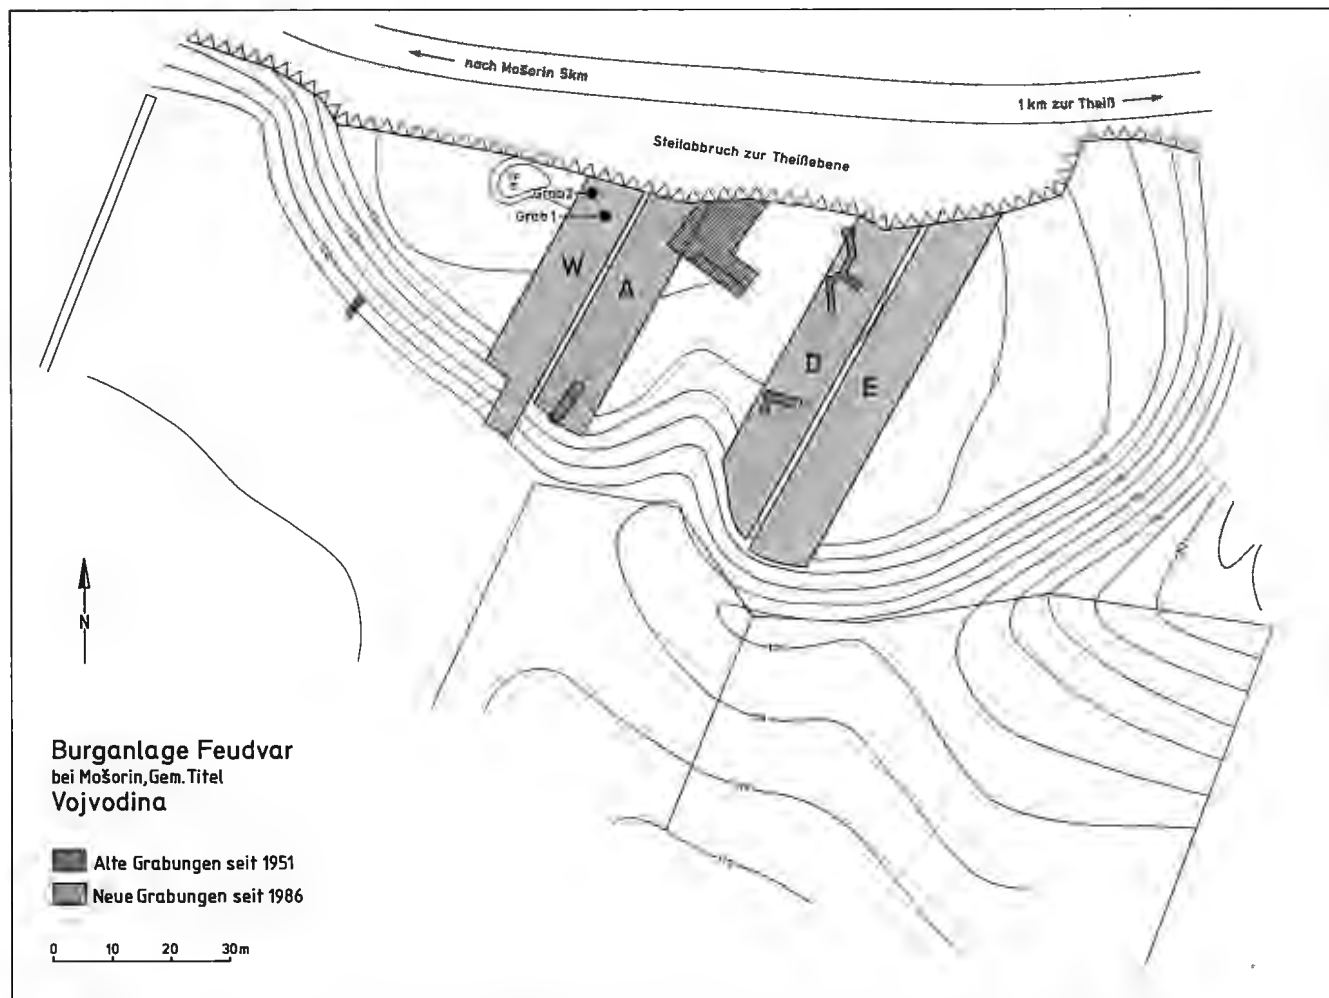 nach Mošorin 5km
1 km zur Theiß
Steilabbruch zur Theißebene
Grab 2
Grab 1
W
A
D
E
N
Burganlage Feudvar
bei Mošorin, Gem. Titel
Vojvodina
Alte Grabungen seit 1951
Neue Grabungen seit 1986
0 10 20 30m